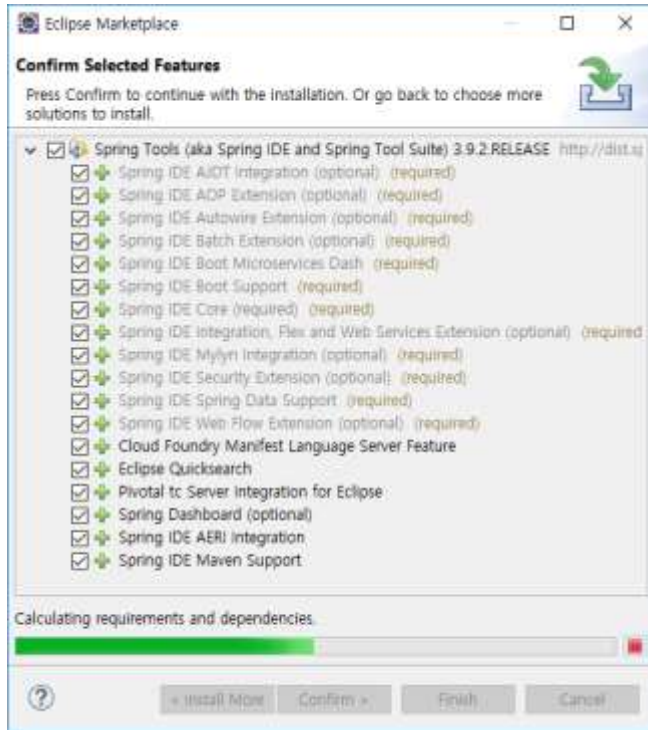 Eclipse Marketplace
Confirm Selected Features
Press Confirm to continue with the installation. Or go back to choose more
solutions to install.
Spring Tools (aka Spring IDE and Spring Tool Suite) 3.9.2.RELEASE http://dist.s
Spring IDE AJDT Integration (optional) (required)
Spring IDE AOP Extension (optional) (required)
Spring IDE Autowire Extension (optional) (required)
Spring IDE Batch Extension (optional) (required)
Spring IDE Boot Microservices Dash (required)
Spring IDE Boot Support (required)
Spring IDE Core (required) (required)
Spring IDE Integration, Flex and Web Services Extension (optional) (required
Spring IDE Mylyn Integration (optional) (required)
Spring IDE Security Extension (optional) (required)
Spring IDE Spring Data Support (required)
Spring IDE Web Flow Extension (optional) (required)
Cloud Foundry Manifest Language Server Feature
Eclipse Quicksearch
Pivotal tc Server Integration for Eclipse
Spring Dashboard (optional)
Spring IDE AERI Integration
Spring IDE Maven Support
Calculating requirements and dependencies.
? < Install More Confirm > Finish Cancel